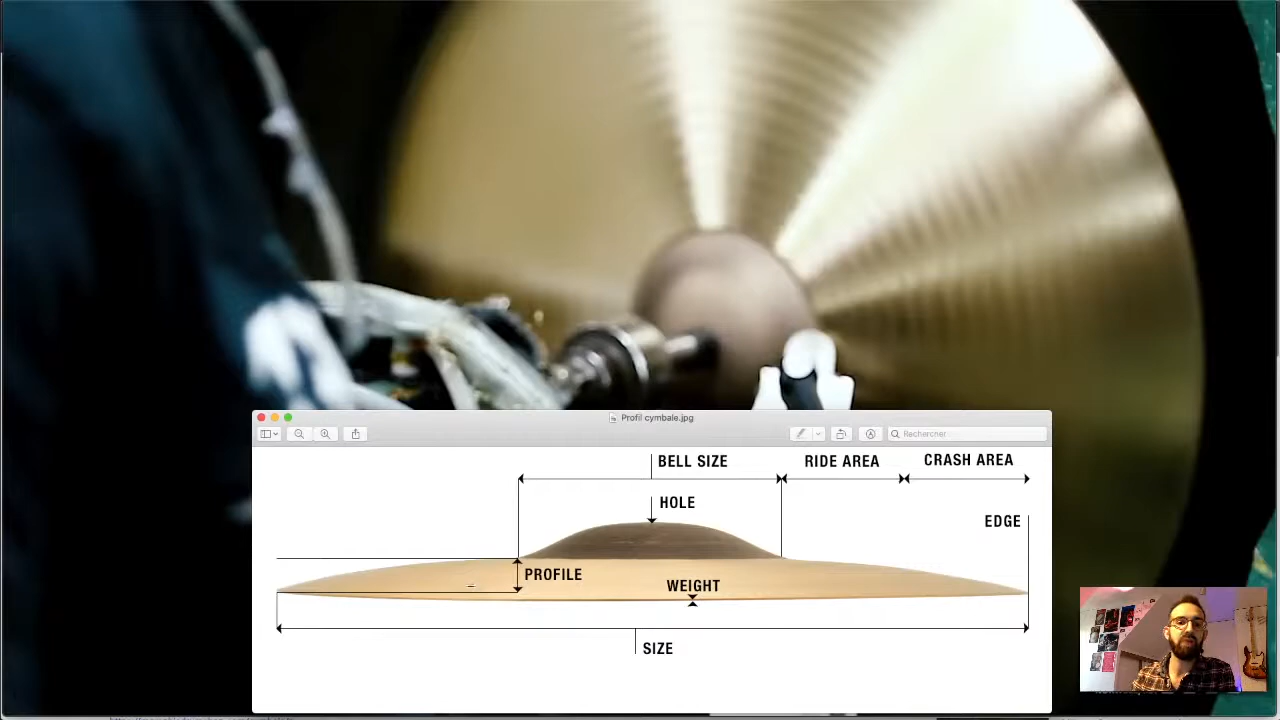 Profil cymbale.jpg
Rechercher
BELL SIZE
RIDE AREA
CRASH AREA
HOLE
EDGE
PROFILE
WEIGHT
SIZE